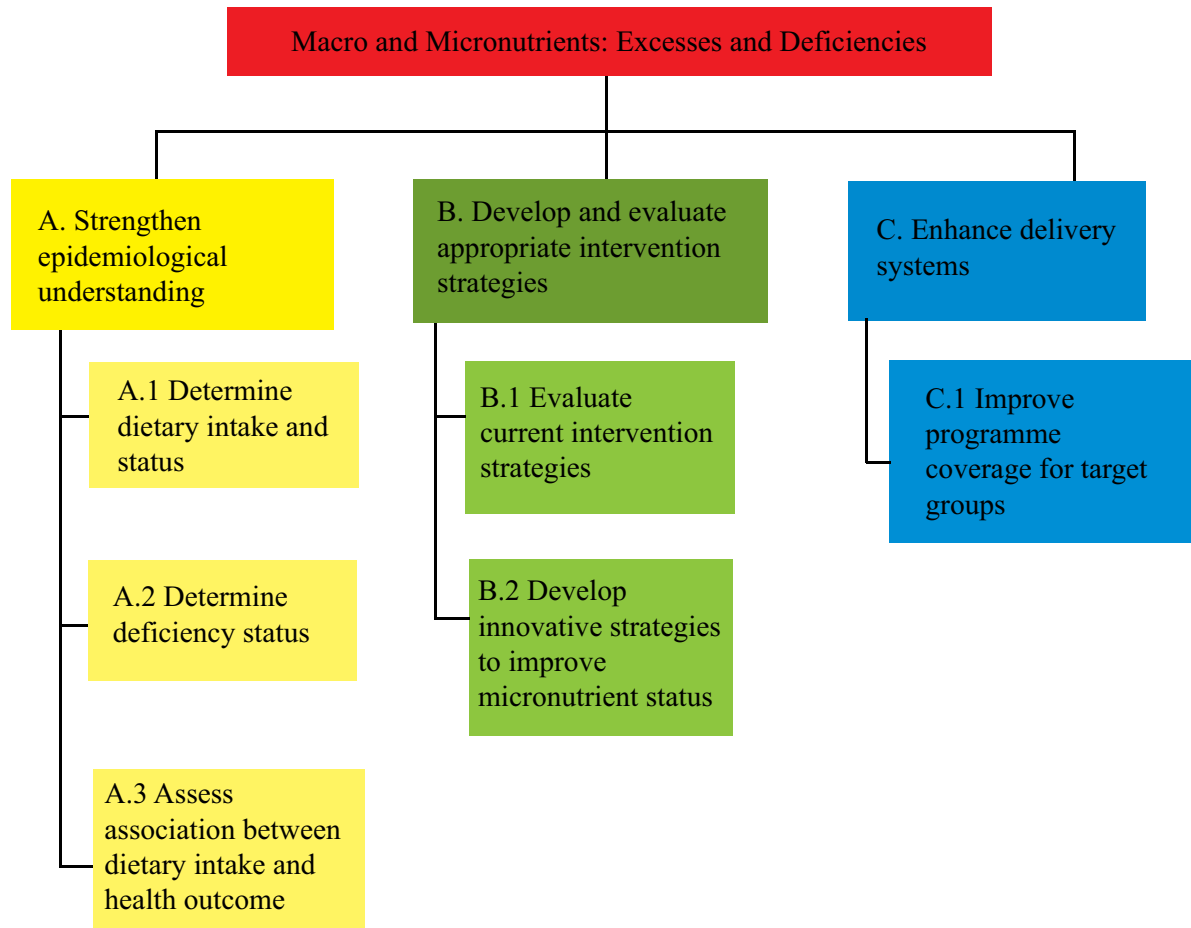 Macro and Micronutrients: Excesses and Deficiencies
A. Strengthen
epidemiological
understanding
A.1 Determine
dietary intake and
status
A.2 Determine
deficiency status
A.3 Assess
association between
dietary intake and
health outcome
B. Develop and evaluate
appropriate intervention
strategies
B.1 Evaluate
current intervention
strategies
B.2 Develop
innovative strategies
to improve
micronutrient status
C. Enhance delivery
systems
C.1 Improve
programme
coverage for target
groups